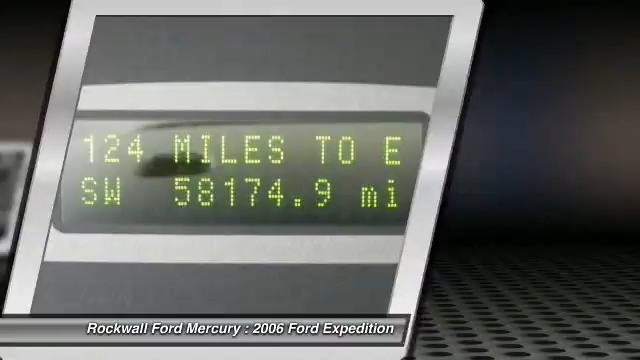 124 MILES TO E
SW 58174.9 mi
Rockwall Ford Mercury : 2006 Ford Expedition